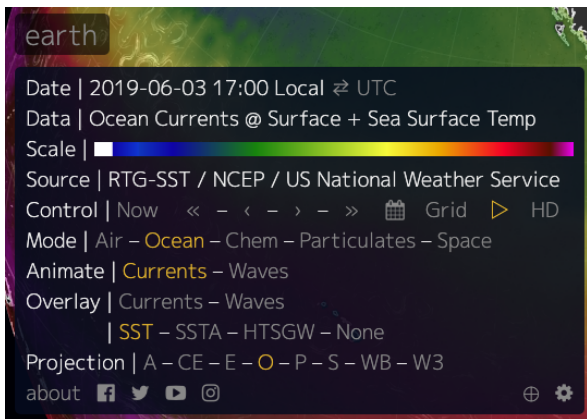 earth
Date | 2019-06-03 17:00 Local ⇄ UTC
Data | Ocean Currents @ Surface + Sea Surface Temp
Scale |
Source | RTG-SST / NCEP / US National Weather Service
Control | Now « – ‹ – › – » Grid ▷ HD
Mode | Air – Ocean – Chem – Particulates – Space
Animate | Currents – Waves
Overlay | Currents – Waves
| SST – SSTA – HTSGW – None
Projection | A – CE – E – O – P – S – WB – W3
about